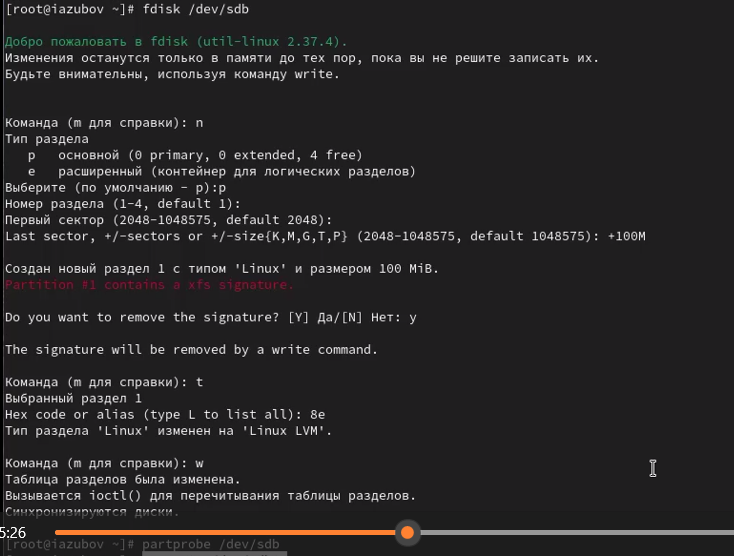 [root@iazubov ~]# fdisk /dev/sdb
Добро пожаловать в fdisk (util-linux 2.37.4).
Изменения останутся только в памяти до тех пор, пока вы не решите записать их.
Будьте внимательны, используя команду write.
Команда (m для справки): n
Тип раздела
p основной (0 primary, 0 extended, 4 free)
e расширенный (контейнер для логических разделов)
Выберите (по умолчанию - p):p
Номер раздела (1-4, default 1):
Первый сектор (2048-1048575, default 2048):
Last sector, +/-sectors or +/-size{K,M,G,T,P} (2048-1048575, default 1048575): +100M
Создан новый раздел 1 с типом 'Linux' и размером 100 MiB.
Partition #1 contains a xfs signature.
Do you want to remove the signature? [Y] Да/[N] Нет: y
The signature will be removed by a write command.
Команда (m для справки): t
Выбранный раздел 1
Hex code or alias (type L to list all): 8e
Тип раздела 'Linux' изменен на 'Linux LVM'.
Команда (m для справки): w
Таблица разделов была изменена.
Вызывается ioctl() для перечитывания таблицы разделов.
Синхронизируются диски.
5:26
[root@iazubov ~]# partprobe /dev/sdb